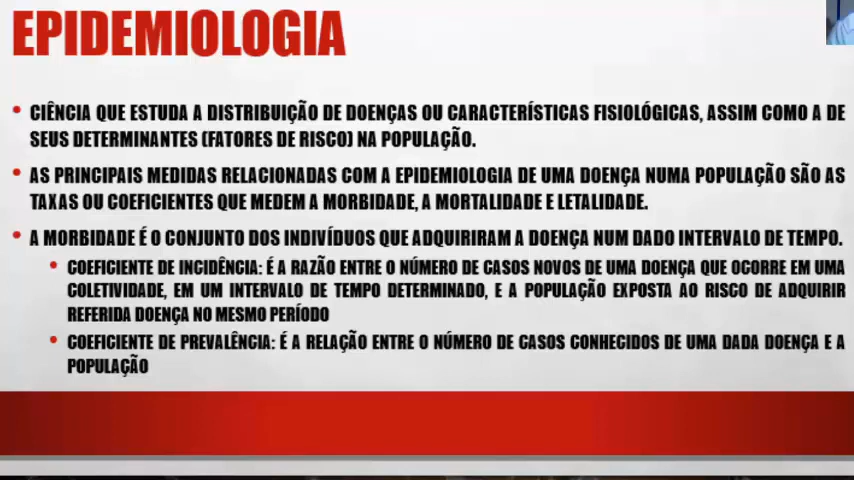 EPIDEMIOLOGIA
• CIÊNCIA QUE ESTUDA A DISTRIBUIÇÃO DE DOENÇAS OU CARACTERÍSTICAS FISIOLÓGICAS, ASSIM COMO A DE
SEUS DETERMINANTES (FATORES DE RISCO) NA POPULAÇÃO.
• AS PRINCIPAIS MEDIDAS RELACIONADAS COM A EPIDEMIOLOGIA DE UMA DOENÇA NUMA POPULAÇÃO SÃO AS
TAXAS OU COEFICIENTES QUE MEDEM A MORBIDADE, A MORTALIDADE E LETALIDADE.
• A MORBIDADE É O CONJUNTO DOS INDIVÍDUOS QUE ADQUIRIRAM A DOENÇA NUM DADO INTERVALO DE TEMPO.
• COEFICIENTE DE INCIDÊNCIA: É A RAZÃO ENTRE O NÚMERO DE CASOS NOVOS DE UMA DOENÇA QUE OCORRE EM UMA
COLETIVIDADE, EM UM INTERVALO DE TEMPO DETERMINADO, E A POPULAÇÃO EXPOSTA AO RISCO DE ADQUIRIR
REFERIDA DOENÇA NO MESMO PERÍODO
• COEFICIENTE DE PREVALÊNCIA: É A RELAÇÃO ENTRE O NÚMERO DE CASOS CONHECIDOS DE UMA DADA DOENÇA E A
POPULAÇÃO